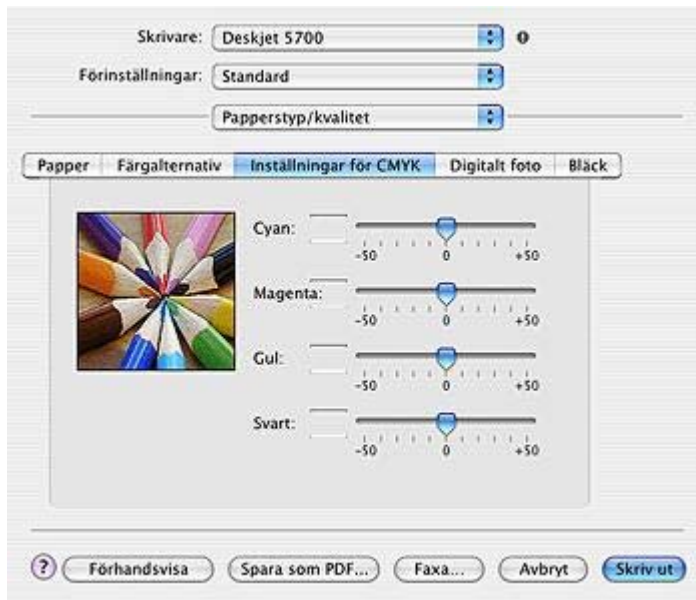 Skrivare: Deskjet 5700
Förinställningar: Standard
Papperstyp/kvalitet
Papper Färgalternativ Inställningar för CMYK Digitalt foto Bläck
Cyan:
-50 0 +50
Magenta:
-50 0 +50
Gul:
-50 0 +50
Svart:
-50 0 +50
? Förhandsvisa Spara som PDF... Faxa... Avbryt Skriv ut